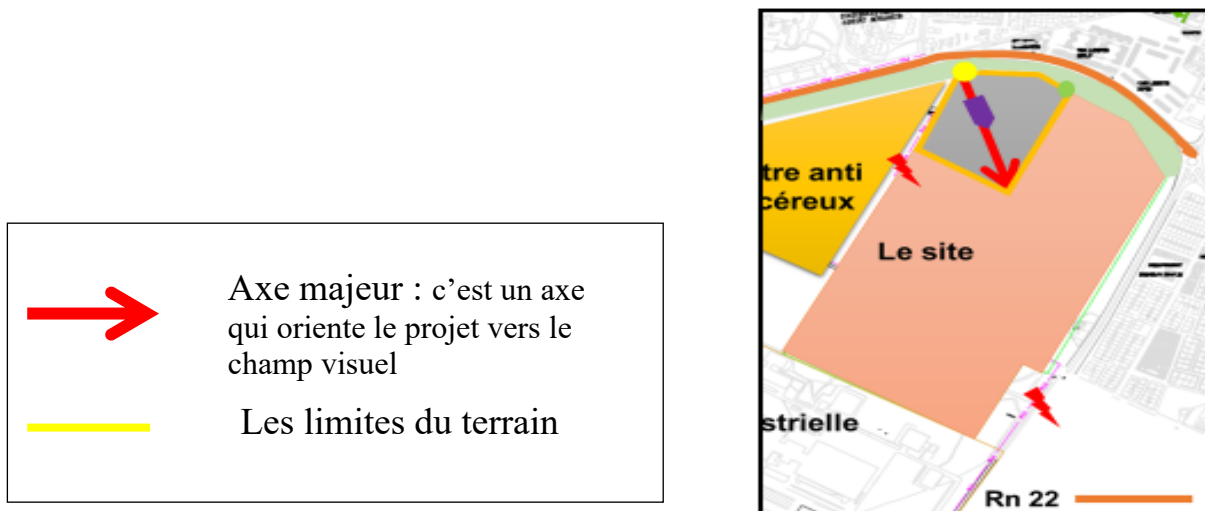 Axe majeur : c’est un axe
qui oriente le projet vers le
champ visuel
Les limites du terrain
tre anti
céreux
Le site
strielle
Rn 22